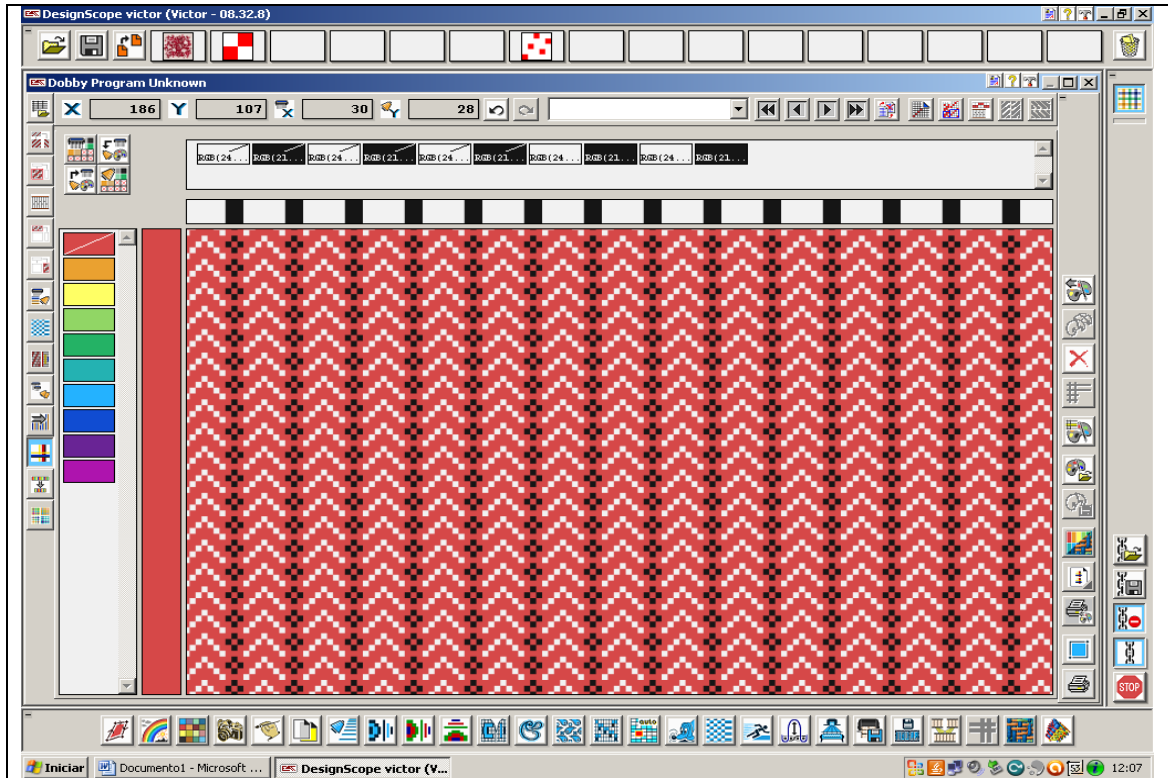 DesignScope victor (Victor - 08.32.8)
Dobby Program Unknown
X 186 Y 107 30 28
RGB(24... RGB(21... RGB(24... RGB(21... RGB(24... RGB(21... RGB(24... RGB(21... RGB(24... RGB(21...
auto
STOP
Iniciar Documento1 - Microsoft ... DesignScope victor (V... 12:07